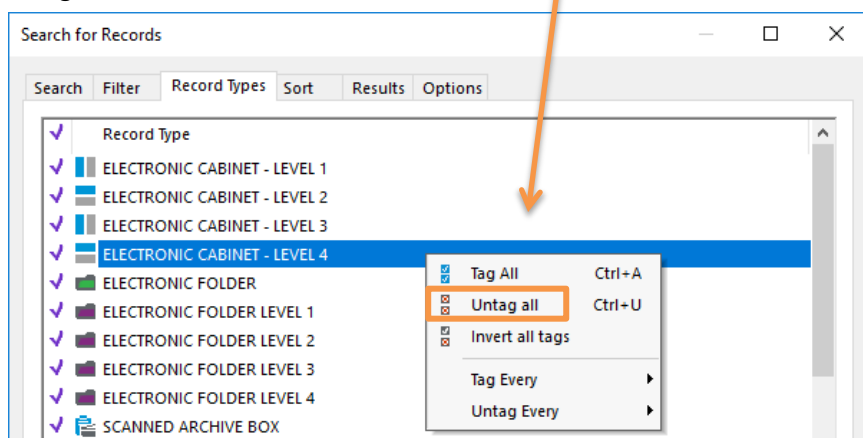 Search for Records
Search Filter Record Types Sort Results Options
Record Type
ELECTRONIC CABINET - LEVEL 1
ELECTRONIC CABINET - LEVEL 2
ELECTRONIC CABINET - LEVEL 3
ELECTRONIC CABINET - LEVEL 4
ELECTRONIC FOLDER
ELECTRONIC FOLDER LEVEL 1
ELECTRONIC FOLDER LEVEL 2
ELECTRONIC FOLDER LEVEL 3
ELECTRONIC FOLDER LEVEL 4
SCANNED ARCHIVE BOX
Tag All Ctrl+A
Untag all Ctrl+U
Invert all tags
Tag Every
Untag Every